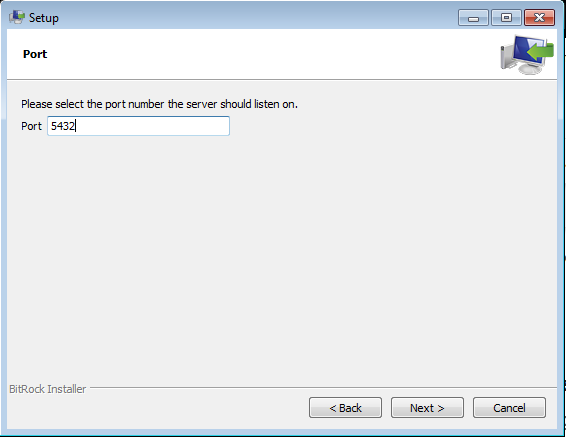 Setup
Port
Please select the port number the server should listen on.
Port 5432
BitRock Installer
< Back Next > Cancel